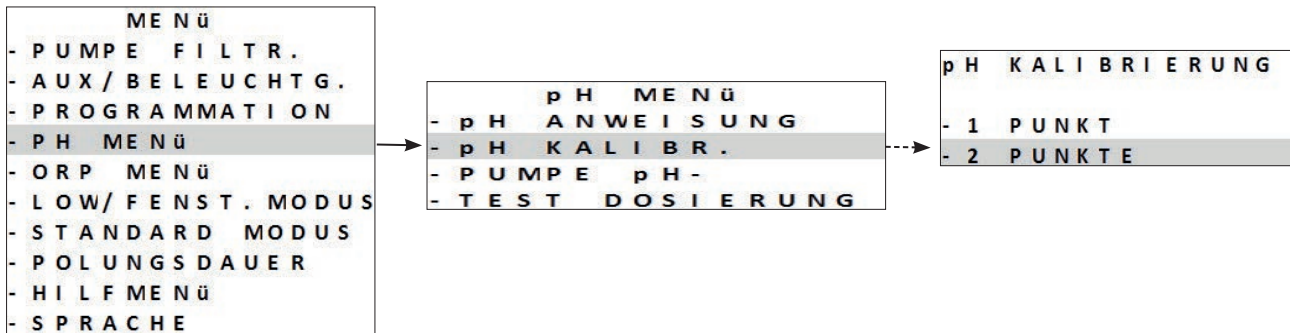 MENü
- PUMPE FILTR.
- AUX/BELEUCHTG.
- PROGRAMMATION
- PH MENü
- ORP MENü
- LOW/FENST. MODUS
- STANDARD MODUS
- POLUNGSDAUER
- HILFMENü
- SPRACHE
pH MENü
- pH ANWEISUNG
- pH KALIBR.
- PUMPE pH-
- TEST DOSIERUNG
pH KALIBRIERUNG
- 1 PUNKT
- 2 PUNKTE